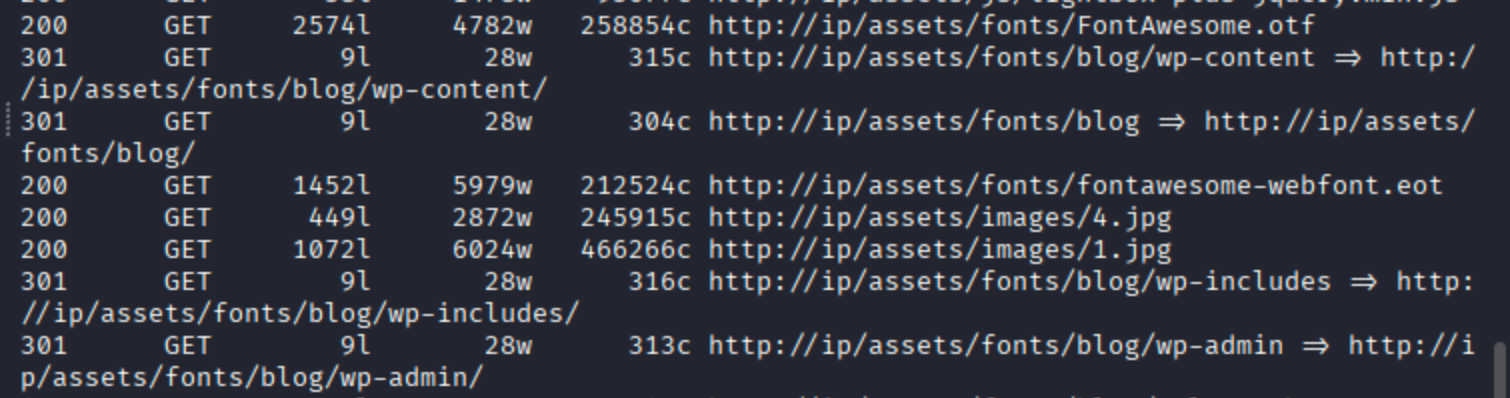 200 GET 2574l 4782w 258854c http://ip/assets/fonts/FontAwesome.otf
301 GET 9l 28w 315c http://ip/assets/fonts/blog/wp-content => http:/
/ip/assets/fonts/blog/wp-content/
301 GET 9l 28w 304c http://ip/assets/fonts/blog => http://ip/assets/
fonts/blog/
200 GET 1452l 5979w 212524c http://ip/assets/fonts/fontawesome-webfont.eot
200 GET 449l 2872w 245915c http://ip/assets/images/4.jpg
200 GET 1072l 6024w 466266c http://ip/assets/images/1.jpg
301 GET 9l 28w 316c http://ip/assets/fonts/blog/wp-includes => http:
//ip/assets/fonts/blog/wp-includes/
301 GET 9l 28w 313c http://ip/assets/fonts/blog/wp-admin => http://i
p/assets/fonts/blog/wp-admin/